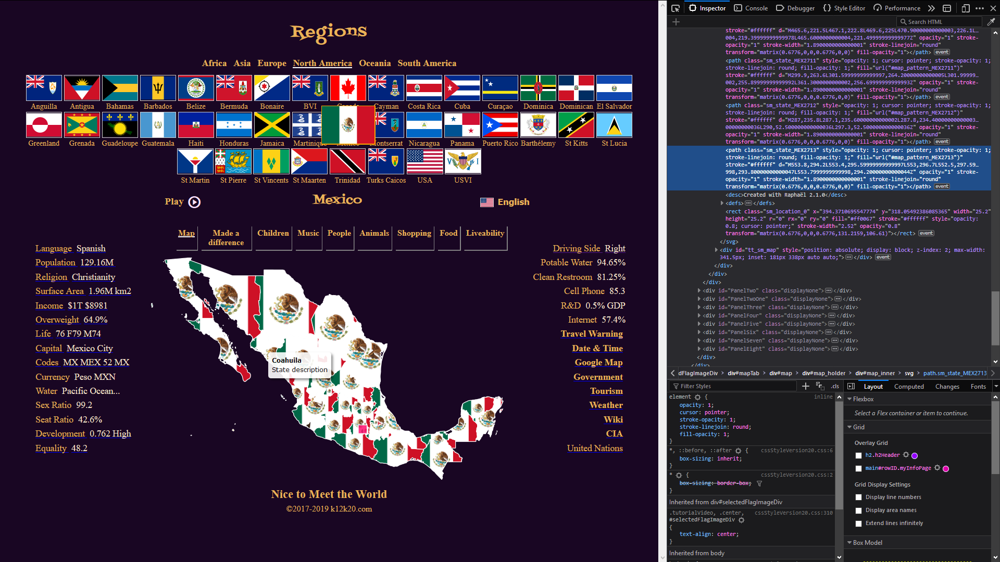 Regions
Africa Asia Europe North America Oceania South America
Anguilla Antigua Bahamas Barbados Belize Bermuda Bonaire BVI Cayman Costa Rica Cuba Curaçao Dominica Dominican El Salvador
Greenland Grenada Guadeloupe Guatemala Haiti Honduras Jamaica Martinique Montserrat Nicaragua Panama Puerto Rico Barthélemy St Kitts St Lucia
St Martin St Pierre St Vincents St Maarten Trinidad Turks Caicos USA USVI
Play Mexico English
Map Made a difference Children Music People Animals Shopping Food Liveability
Language Spanish
Population 129.16M
Religion Christianity
Surface Area 1.96M km2
Income $1T $8981
Overweight 64.9%
Life 76 F79 M74
Capital Mexico City
Codes MX MEX 52 MX
Currency Peso MXN
Water Pacific Ocean...
Sex Ratio 99.2
Seat Ratio 42.6%
Development 0.762 High
Equality 48.2
Coahuila
State description
Driving Side Right
Potable Water 94.65%
Clean Restroom 81.25%
Cell Phone 85.3
R&D 0.5% GDP
Internet 57.4%
Travel Warning
Date & Time
Google Map
Government
Tourism
Weather
Wiki
CIA
United Nations
Nice to Meet the World
©2017-2019 k12k20.com
Inspector Console Debugger Style Editor Performance
Search HTML
stroke="#ffffff" d="M465.6,221.5L467.1,222.8L469.6,225L470.90000000000003,226.1L…
004,219.39999999999978L465.6000000000004,221.49999999999977Z" opacity="1" stroke-
opacity="1" stroke-width="1.8900000000000001" stroke-linejoin="round"
transform="matrix(0.6776,0,0,0.6776,0,0)" fill-opacity="1"></path> event
<path class="sm_state_MEX2711" style="opacity: 1; cursor: pointer; stroke-opacity: 1;
stroke-linejoin: round; fill-opacity: 1;" fill="url("#map_pattern_MEX2711")"
stroke="#ffffff" d="M299.9,263.6L301.59999999999997,264.20000000000005L301.99999…
002,255.89999999999992L361.3000000000002,256.69999999999993Z" opacity="1" stroke-
opacity="1" stroke-width="1.8900000000000001" stroke-linejoin="round"
transform="matrix(0.6776,0,0,0.6776,0,0)" fill-opacity="1"></path> event
<path class="sm_state_MEX2712" style="opacity: 1; cursor: pointer; stroke-opacity: 1;
stroke-linejoin: round; fill-opacity: 1;" fill="url("#map_pattern_MEX2712")"
stroke="#ffffff" d="M287,235.8L287.1,235.60000000000002L287.8,234.40000000000003…
00000000036L290,52.500000000000036L297.3,52.500000000000036Z" opacity="1" stroke-
opacity="1" stroke-width="1.8900000000000001" stroke-linejoin="round"
transform="matrix(0.6776,0,0,0.6776,0,0)" fill-opacity="1"></path> event
<path class="sm_state_MEX2713" style="opacity: 1; cursor: pointer; stroke-opacity: 1;
stroke-linejoin: round; fill-opacity: 1;" fill="url("#map_pattern_MEX2713")"
stroke="#ffffff" d="M553.8,294.2L553.4,295.59999999999997L553,296.7L552.5,297.59…
998,293.80000000000047L553.7999999999998,294.20000000000044Z" opacity="1" stroke-
opacity="1" stroke-width="1.8900000000000001" stroke-linejoin="round"
transform="matrix(0.6776,0,0,0.6776,0,0)" fill-opacity="1"></path> event
<desc>Created with Raphaël 2.1.0</desc>
<defs></defs>
<rect class="sm_location_0" x="394.3710695547774" y="318.05492386085365" width="25.2"
height="25.2" r="0" rx="0" ry="0" fill="#ff0067" stroke="#ffffff" style="opacity:
0.8; cursor: pointer;" stroke-width="2.52" opacity="0.8"
transform="matrix(0.6776,0,0,0.6776,131.2159,106.61)"></rect> event
</svg>
<div id="tt_sm_map" style="position: absolute; display: block; z-index: 2; max-width:
341.5px; inset: 181px 338px auto auto;"></div> event
</div>
</div>
</div>
<div id="PanelTwo" class="displayNone"></div>
<div id="PanelTwoOne" class="displayNone"></div>
<div id="PanelThree" class="displayNone"></div>
<div id="PanelFour" class="displayNone"></div>
<div id="PanelFive" class="displayNone"></div>
<div id="PanelSix" class="displayNone"></div>
<div id="PanelSeven" class="displayNone"></div>
<div id="PanelEight" class="displayNone"></div>
</div>
</div>
dFlagImageDiv div#mapTab div#map div#map_holder div#map_inner svg path.sm_state_MEX2713
Filter Styles .cls
element { inline
opacity: 1;
cursor: pointer;
stroke-opacity: 1;
stroke-linejoin: round;
fill-opacity: 1;
}
*, ::before, ::after { cssStyleVersion20.css:6
box-sizing: inherit;
}
* { cssStyleVersion20.css:2
box-sizing: border-box;
}
Inherited from div#selectedFlagImageDiv
.tutorialVideo, .center, cssStyleVersion20.css:310
#selectedFlagImageDiv
{
text-align: center;
}
Inherited from body
Layout Computed Changes Fonts
Flexbox
Select a Flex container or item to continue.
Grid
Overlay Grid
h2.h2Header
main#rowID.myInfoPage
Grid Display Settings
Display line numbers
Display area names
Extend lines infinitely
Box Model